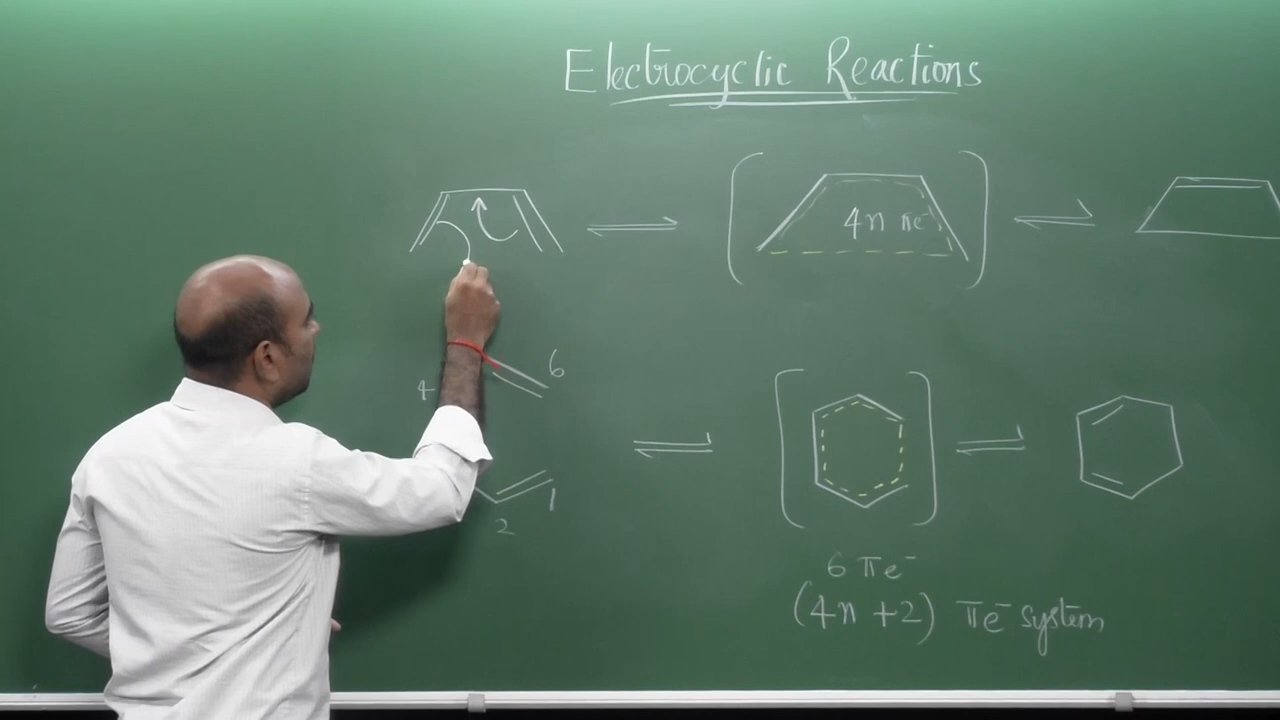 Electrocyclic Reactions
4n πe⁻
4
6
1
2
6 πe⁻
(4n + 2) πe⁻ system